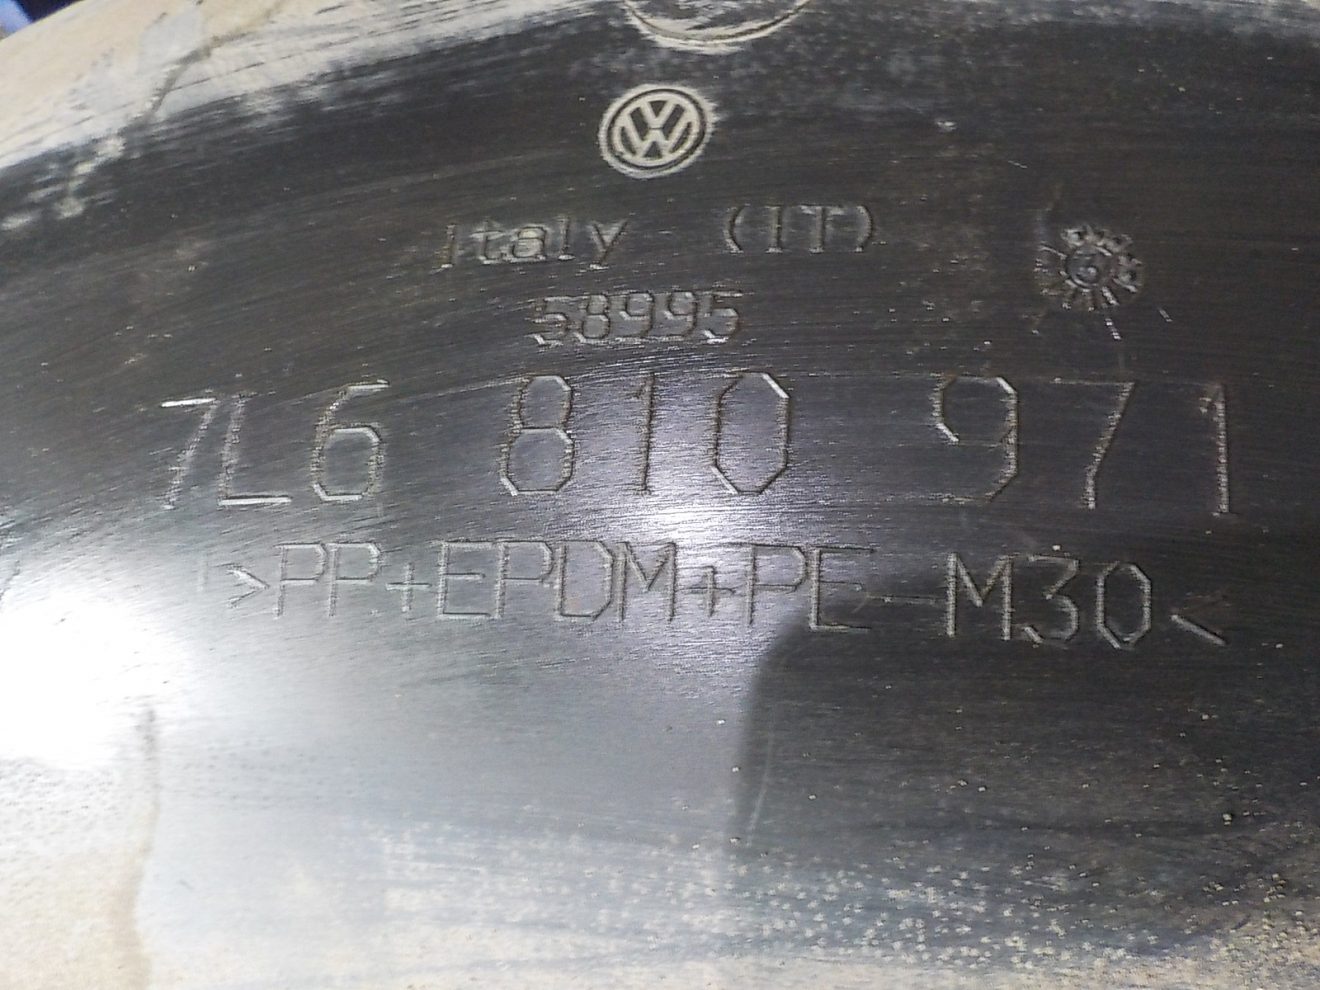 Italy (IT)
58995
7L6 810 971
>PP+EPDM+PE-M30<